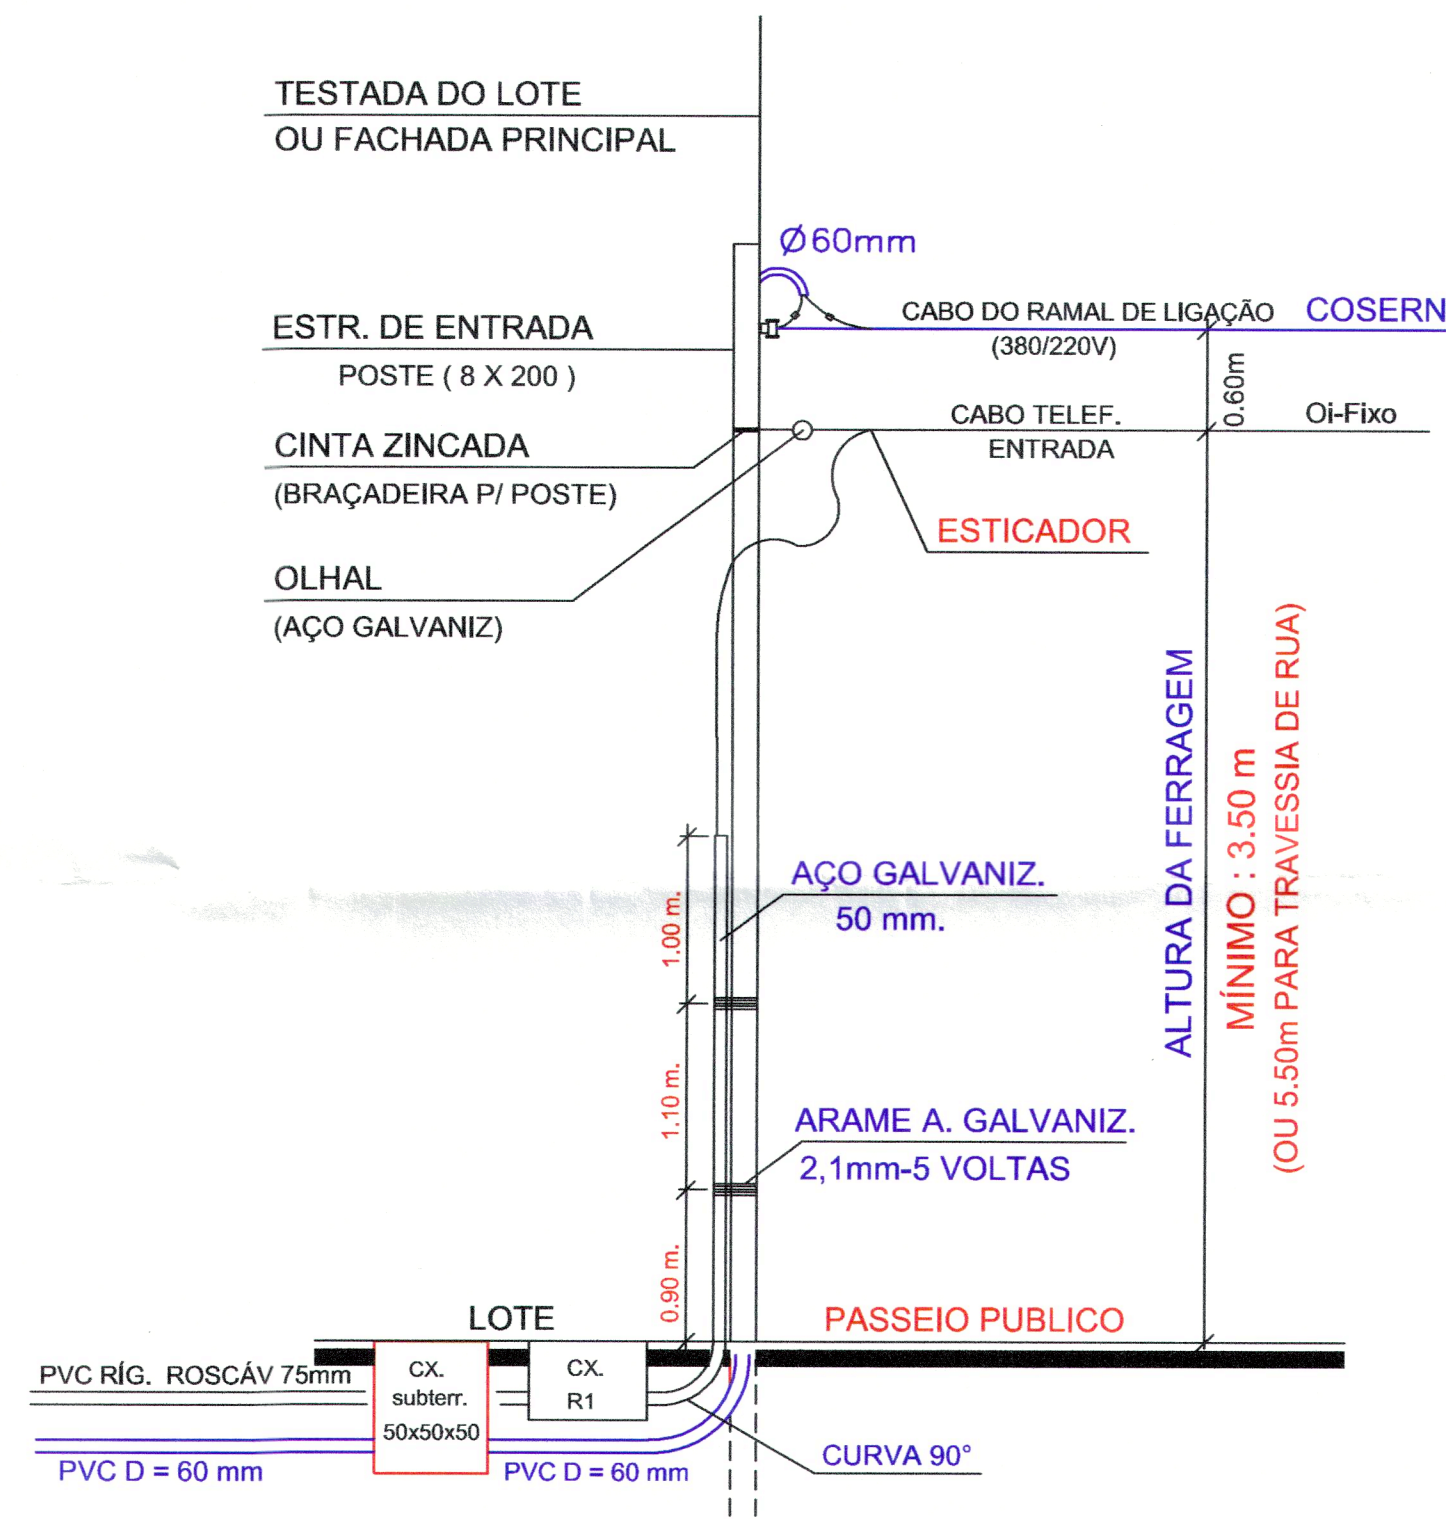 TESTADA DO LOTE
OU FACHADA PRINCIPAL
Ø60mm
CABO DO RAMAL DE LIGAÇÃO
COSERN
(380/220V)
ESTR. DE ENTRADA
POSTE ( 8 X 200 )
0.60m
CABO TELEF.
Oi-Fixo
ENTRADA
CINTA ZINCADA
(BRAÇADEIRA P/ POSTE)
ESTICADOR
OLHAL
(AÇO GALVANIZ)
ALTURA DA FERRAGEM
MÍNIMO : 3.50 m
(OU 5.50m PARA TRAVESSIA DE RUA)
AÇO GALVANIZ.
50 mm.
1.00 m.
1.10 m.
ARAME A. GALVANIZ.
2,1mm-5 VOLTAS
0.90 m.
LOTE
PASSEIO PUBLICO
PVC RÍG. ROSCÁV 75mm
CX.
subterr.
50x50x50
CX.
R1
PVC D = 60 mm
PVC D = 60 mm
CURVA 90°